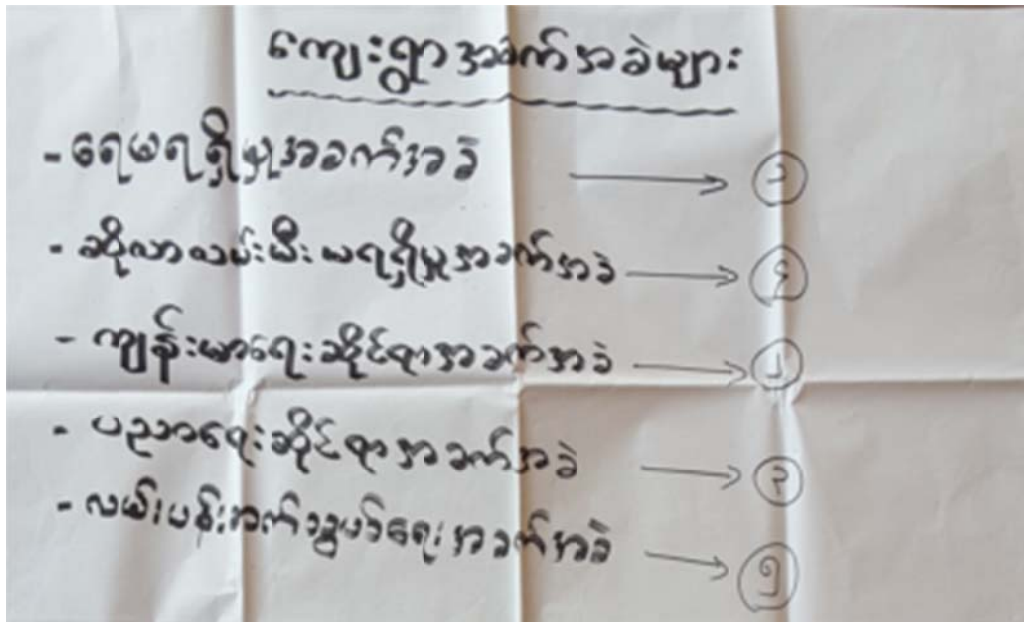 ကျေးရွာအခက်အခဲများ
- ရေမရရှိမှုအခက်အခဲ → ၁
- ဆိုလာလမ်းမီးမရရှိမှုအခက်အခဲ → ၄
- ကျန်းမာရေးဆိုင်ရာအခက်အခဲ → ၂
- ပညာရေးဆိုင်ရာအခက်အခဲ → ၃
- လမ်းပန်းဆက်သွယ်ရေးအခက်အခဲ → ၅